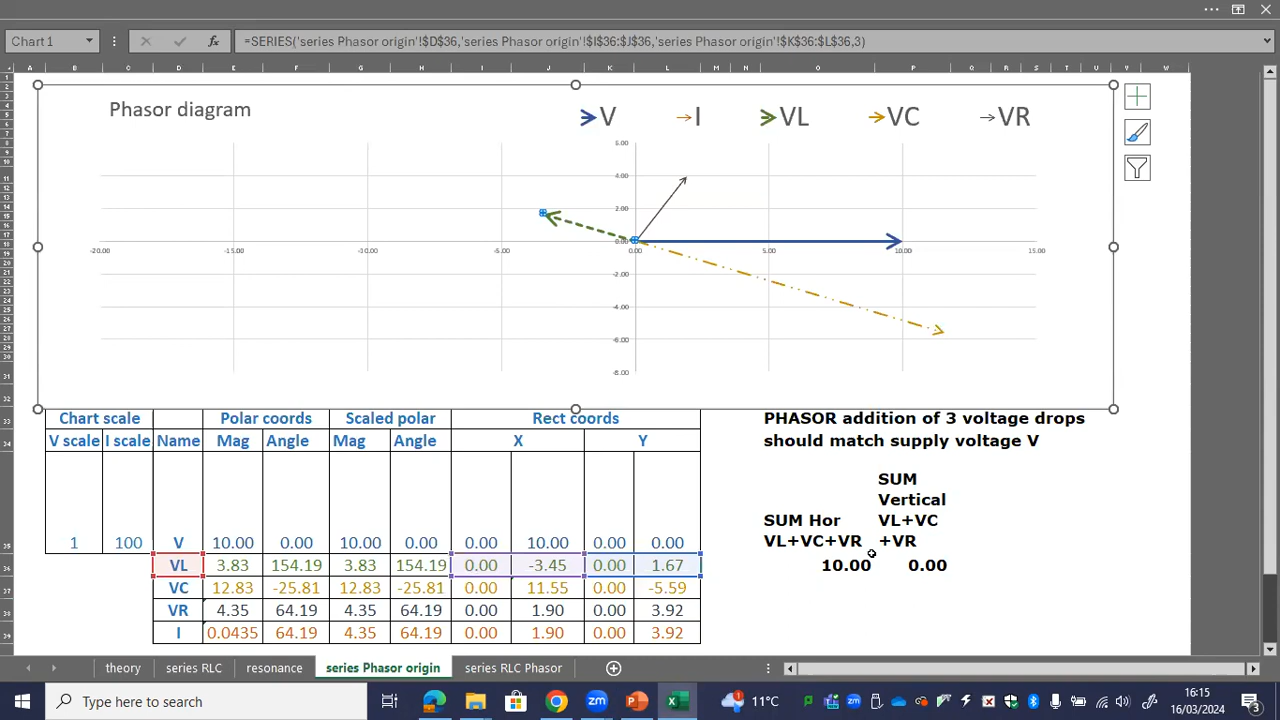 Chart 1
fx
=SERIES('series Phasor origin'!$D$36,'series Phasor origin'!$I$36:$J$36,'series Phasor origin'!$K$36:$L$36,3)
A B C D E F G H I J K L M N O P Q R S T U V W
Phasor diagram V I VL VC VR
6.00
4.00
2.00
0.00
-20.00 -15.00 -10.00 -5.00 0.00 5.00 10.00 15.00
-2.00
-4.00
-6.00
-8.00
Chart scale Polar coords Scaled polar Rect coords
V scale I scale Name Mag Angle Mag Angle X Y
1 100 V 10.00 0.00 10.00 0.00 0.00 10.00 0.00 0.00
VL 3.83 154.19 3.83 154.19 0.00 -3.45 0.00 1.67
VC 12.83 -25.81 12.83 -25.81 0.00 11.55 0.00 -5.59
VR 4.35 64.19 4.35 64.19 0.00 1.90 0.00 3.92
I 0.0435 64.19 4.35 64.19 0.00 1.90 0.00 3.92
PHASOR addition of 3 voltage drops
should match supply voltage V
SUM
Vertical
SUM Hor VL+VC
VL+VC+VR +VR
10.00 0.00
theory series RLC resonance series Phasor origin series RLC Phasor
Type here to search
11°C
16:15
16/03/2024
3